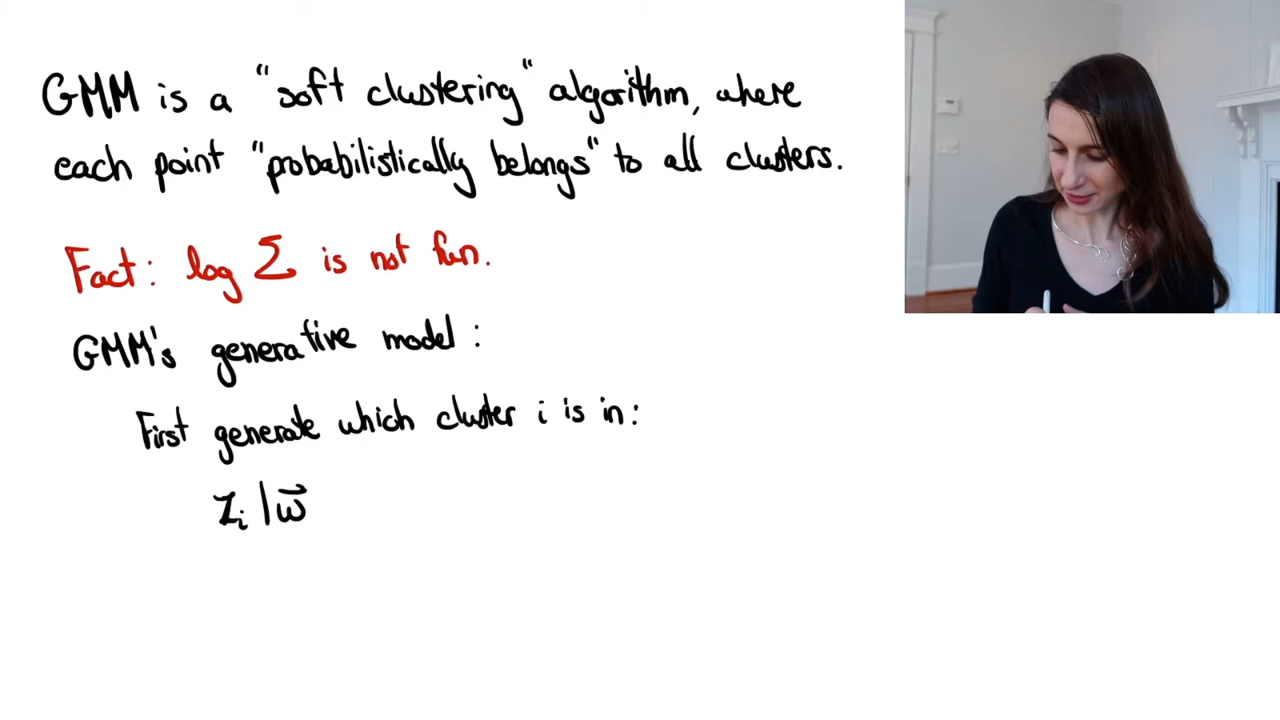 GMM is a "soft clustering" algorithm, where
each point "probabilistically belongs" to all clusters.
Fact: log Σ is not fun.
GMM's generative model:
First generate which cluster i is in:
Z_i | w⃗